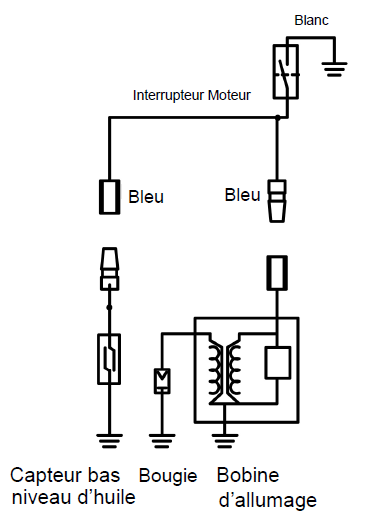 Blanc
Interrupteur Moteur
Bleu
Bleu
Capteur bas
niveau d'huile
Bougie
Bobine
d'allumage